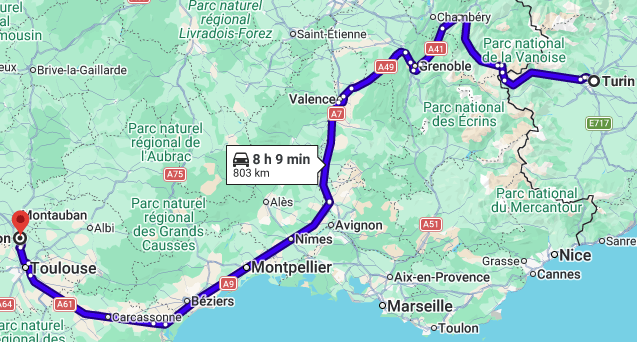 Parc naturel
régional
Livradois-Forez
Chambéry
Saint-Étienne
A41
Parc national
de la Vanoise
Brive-la-Gaillarde
A49
Grenoble
Turin
Valence
A7
Parc national
des Écrins
E717
Parc naturel
régional de
l'Aubrac
8 h 9 min
803 km
A75
Alès
Parc national
du Mercantour
Montauban
Albi
Parc naturel
régional
des Grands
Causses
Avignon
A51
Nîmes
Nice
Grasse
Cannes
Toulouse
Montpellier
A9
Aix-en-Provence
Béziers
A64
A61
Carcassonne
Marseille
Toulon
Parc naturel
régional des